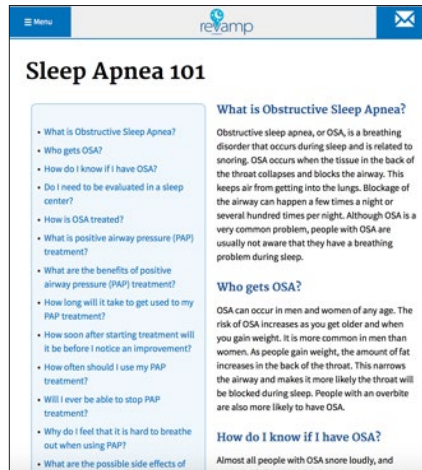 Menu
revamp
Sleep Apnea 101
• What is Obstructive Sleep Apnea?
• Who gets OSA?
• How do I know if I have OSA?
• Do I need to be evaluated in a sleep
center?
• How is OSA treated?
• What is positive airway pressure (PAP)
treatment?
• What are the benefits of positive
airway pressure (PAP) treatment?
• How long will it take to get used to my
PAP treatment?
• How soon after starting treatment will
it be before I notice an improvement?
• How often should I use my PAP
treatment?
• Will I ever be able to stop PAP
treatment?
• Why do I feel that it is hard to breathe
out when using PAP?
• What are the possible side effects of
What is Obstructive Sleep Apnea?
Obstructive sleep apnea, or OSA, is a breathing
disorder that occurs during sleep and is related to
snoring. OSA occurs when the tissue in the back of
the throat collapses and blocks the airway. This
keeps air from getting into the lungs. Blockage of
the airway can happen a few times a night or
several hundred times per night. Although OSA is a
very common problem, people with OSA are
usually not aware that they have a breathing
problem during sleep.
Who gets OSA?
OSA can occur in men and women of any age. The
risk of OSA increases as you get older and when
you gain weight. It is more common in men than
women. As people gain weight, the amount of fat
increases in the back of the throat. This narrows
the airway and makes it more likely the throat will
be blocked during sleep. People with an overbite
are also more likely to have OSA.
How do I know if I have OSA?
Almost all people with OSA snore loudly, and